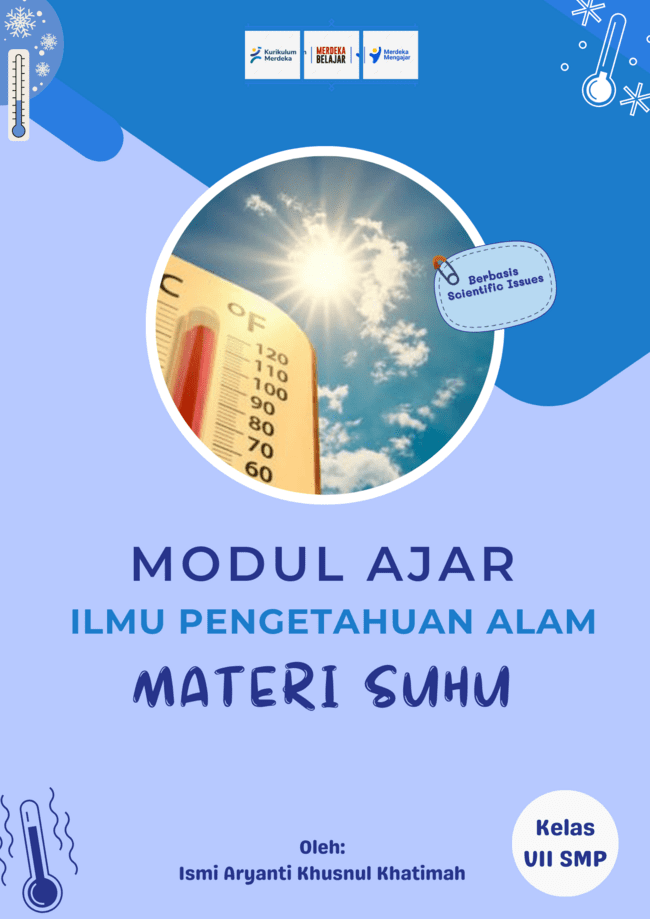 Kurikulum
Merdeka
MERDEKA
BELAJAR
Merdeka
Mengajar
Berbasis
Scientific Issues
C
°F
120
110
100
90
80
70
60
MODUL AJAR
ILMU PENGETAHUAN ALAM
MATERI SUHU
Oleh:
Ismi Aryanti Khusnul Khatimah
Kelas
VII SMP